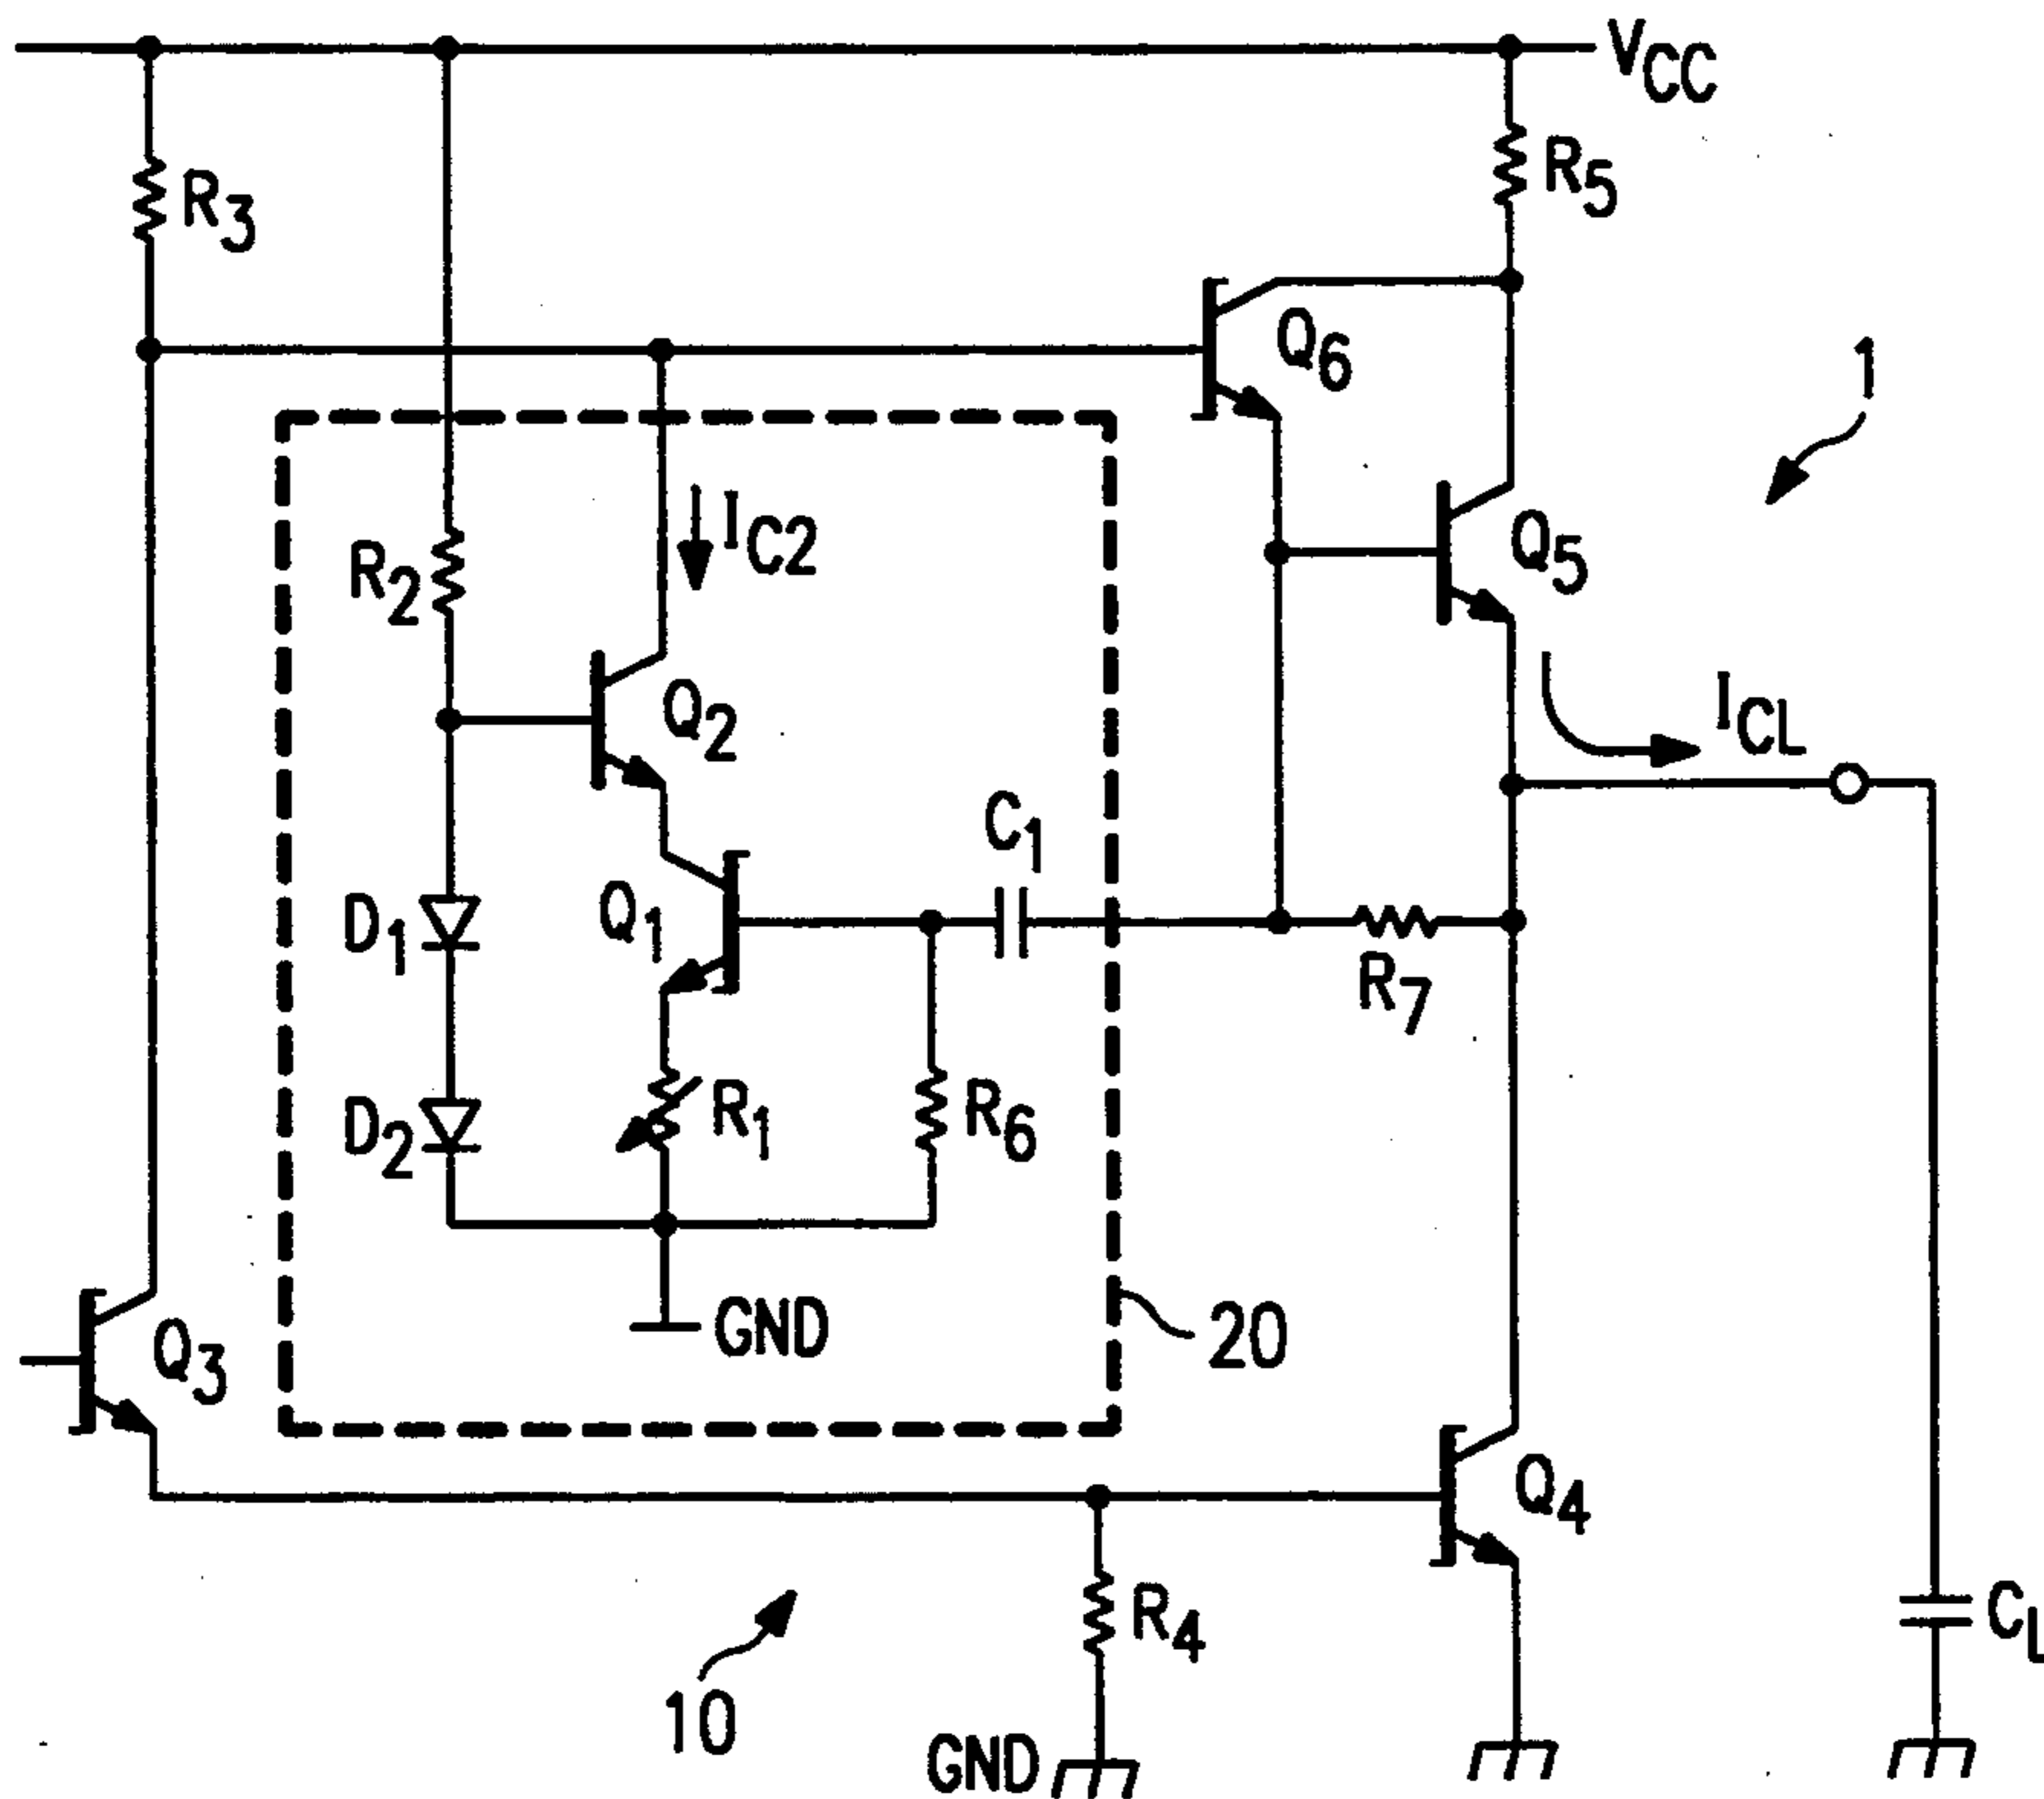 VCC
R3
R5
Q6
1
IC2
R2
Q5
Q2
ICL
C1
D1
Q1
R7
D2
R1
R6
GND
20
Q3
Q4
R4
CL
10
GND